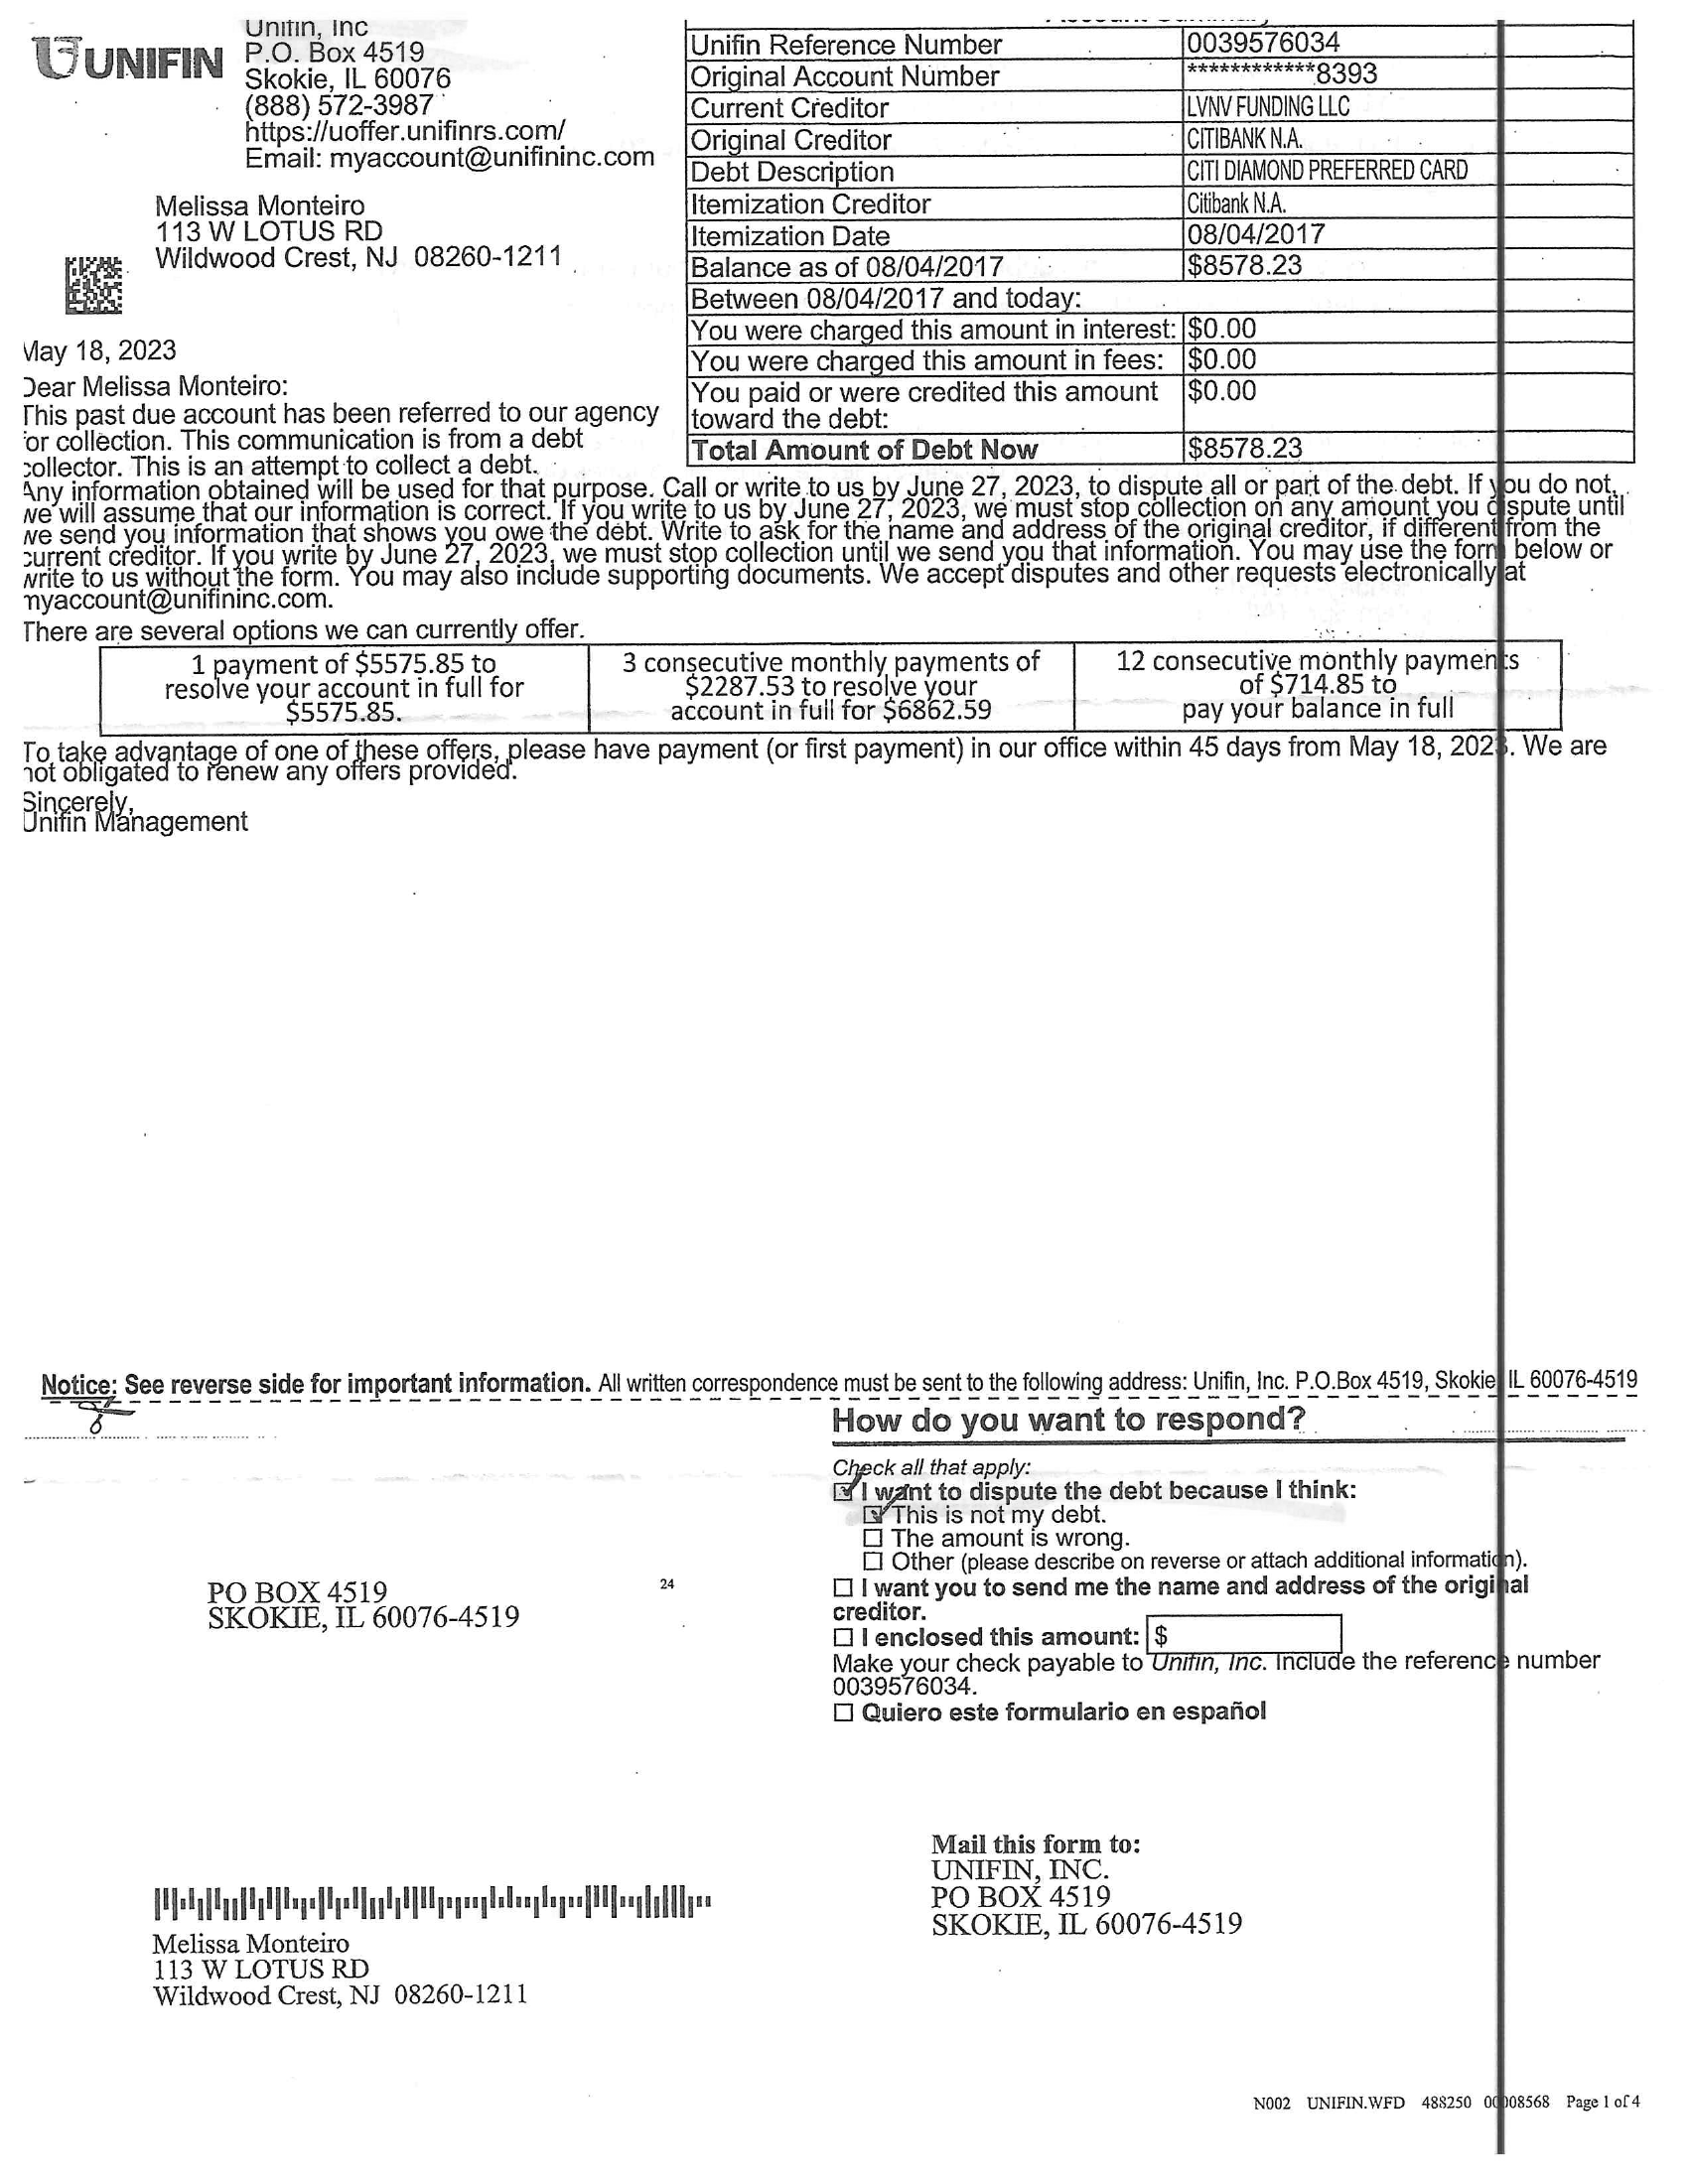 UNIFIN
Unifin, Inc
P.O. Box 4519
Skokie, IL 60076
(888) 572-3987
https://uoffer.unifinrs.com/
Email: myaccount@unifininc.com
Melissa Monteiro
113 W LOTUS RD
Wildwood Crest, NJ 08260-1211
Unifin Reference Number 0039576034
Original Account Number ************8393
Current Creditor LVNV FUNDING LLC
Original Creditor CITIBANK N.A.
Debt Description CITI DIAMOND PREFERRED CARD
Itemization Creditor Citibank N.A.
Itemization Date 08/04/2017
Balance as of 08/04/2017 $8578.23
Between 08/04/2017 and today:
You were charged this amount in interest: $0.00
You were charged this amount in fees: $0.00
You paid or were credited this amount $0.00
toward the debt:
Total Amount of Debt Now $8578.23
May 18, 2023
Dear Melissa Monteiro:
This past due account has been referred to our agency
for collection. This communication is from a debt
collector. This is an attempt to collect a debt.
Any information obtained will be used for that purpose. Call or write to us by June 27, 2023, to dispute all or part of the debt. If you do not,
we will assume that our information is correct. If you write to us by June 27, 2023, we must stop collection on any amount you dispute until
we send you information that shows you owe the debt. Write to ask for the name and address of the original creditor, if different from the
current creditor. If you write by June 27, 2023, we must stop collection until we send you that information. You may use the form below or
write to us without the form. You may also include supporting documents. We accept disputes and other requests electronically at
myaccount@unifininc.com.
There are several options we can currently offer.
1 payment of $5575.85 to
resolve your account in full for
$5575.85.
3 consecutive monthly payments of
$2287.53 to resolve your
account in full for $6862.59
12 consecutive monthly payments
of $714.85 to
pay your balance in full
To take advantage of one of these offers, please have payment (or first payment) in our office within 45 days from May 18, 2023. We are
not obligated to renew any offers provided.
Sincerely,
Unifin Management
Notice: See reverse side for important information. All written correspondence must be sent to the following address: Unifin, Inc. P.O.Box 4519, Skokie, IL 60076-4519
How do you want to respond?
Check all that apply:
I want to dispute the debt because I think:
This is not my debt.
The amount is wrong.
Other (please describe on reverse or attach additional information).
I want you to send me the name and address of the original
creditor.
I enclosed this amount: $
Make your check payable to Unifin, Inc. Include the reference number
0039576034.
Quiero este formulario en español
PO BOX 4519
SKOKIE, IL 60076-4519
24
Mail this form to:
UNIFIN, INC.
PO BOX 4519
SKOKIE, IL 60076-4519
Melissa Monteiro
113 W LOTUS RD
Wildwood Crest, NJ 08260-1211
N002 UNIFIN.WFD 488250 00008568 Page 1 of 4